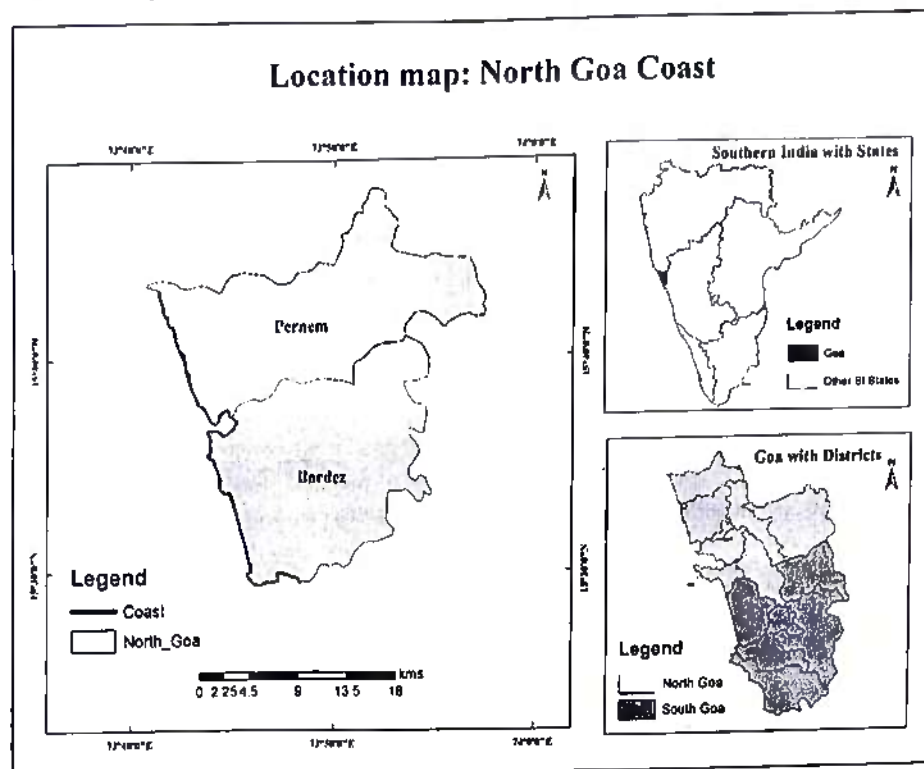 Location map: North Goa Coast
N
Pernem
Bardez
Legend
Coast
North_Goa
kms
0 2.25 4.5 9 13.5 18
Southern India with States
N
Legend
Goa
Other SI States
Goa with Districts
N
Legend
North Goa
South Goa